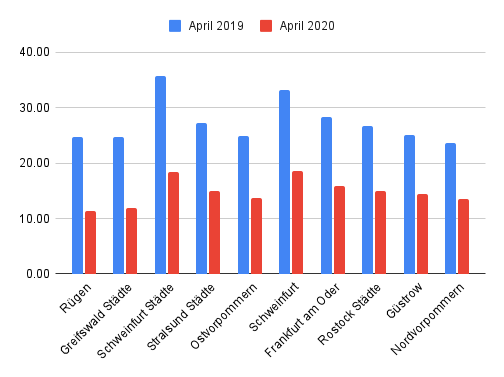 April 2019 April 2020
40.00
30.00
20.00
10.00
0.00
Rügen
Greifswald Städte
Schweinfurt Städte
Stralsund Städte
Ostvorpommern
Schweinfurt
Frankfurt am Oder
Rostock Städte
Güstrow
Nordvorpommern